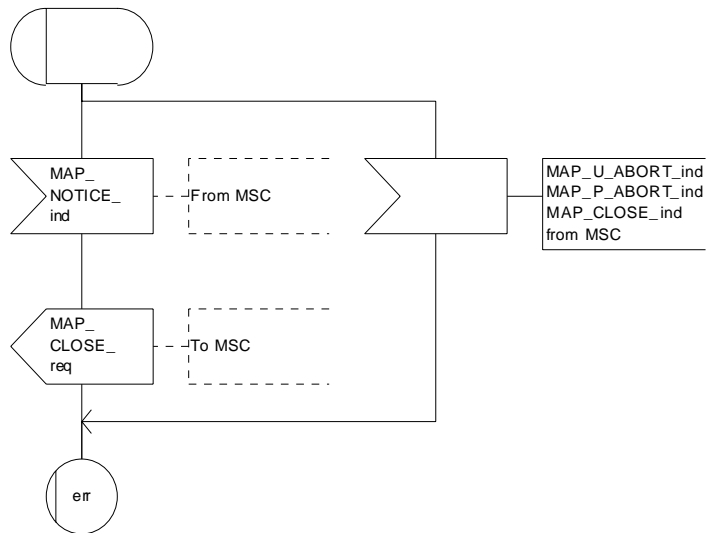 MAP_
NOTICE_
ind
From MSC
MAP_U_ABORT_ind
MAP_P_ABORT_ind
MAP_CLOSE_ind
from MSC
MAP_
CLOSE_
req
To MSC
err